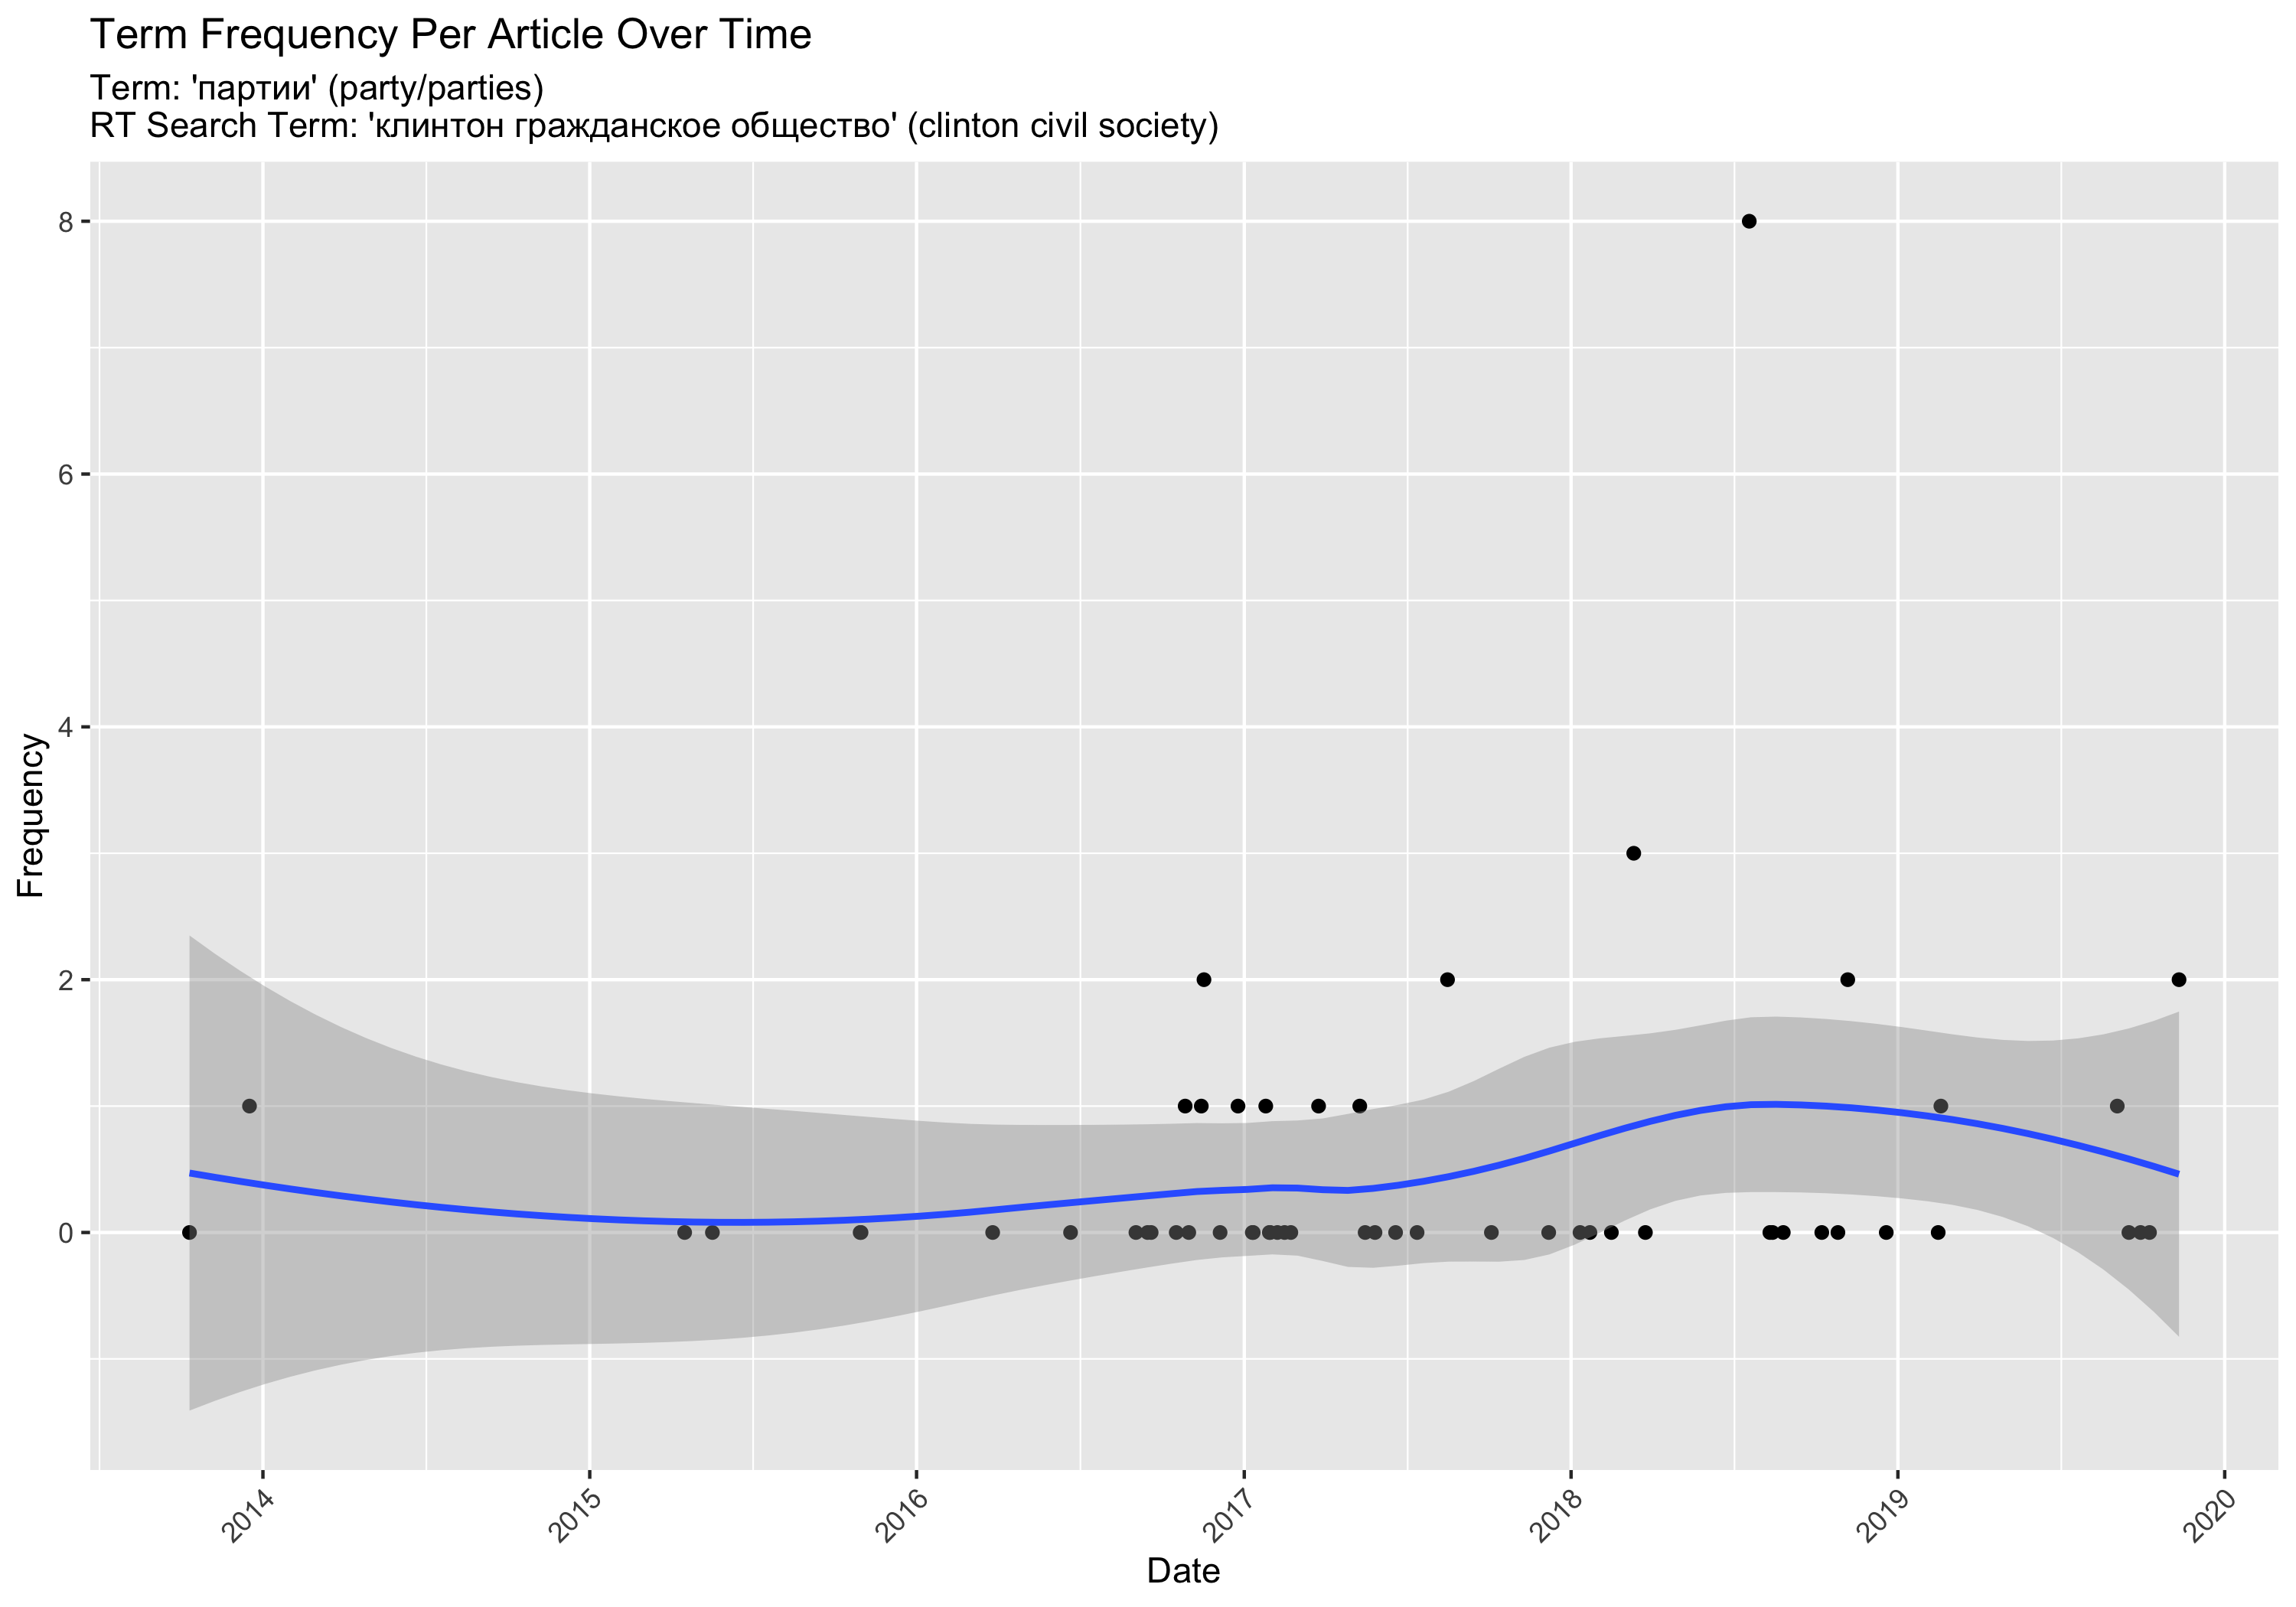 Term Frequency Per Article Over Time
Term: 'партии' (party/parties)
RT Search Term: 'клинтон гражданское общество' (clinton civil society)
8
6
4
2
0
Frequency
2014
2015
2016
2017
2018
2019
2020
Date